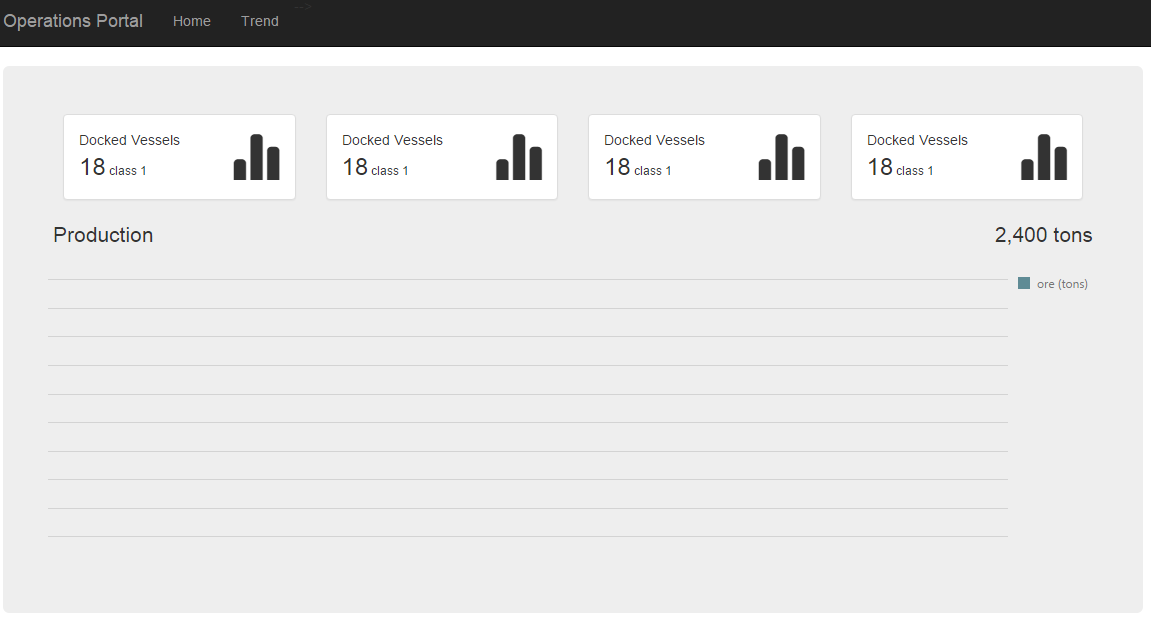 Operations Portal Home Trend -->
Docked Vessels Docked Vessels Docked Vessels Docked Vessels
18 class 1 18 class 1 18 class 1 18 class 1
Production 2,400 tons
ore (tons)